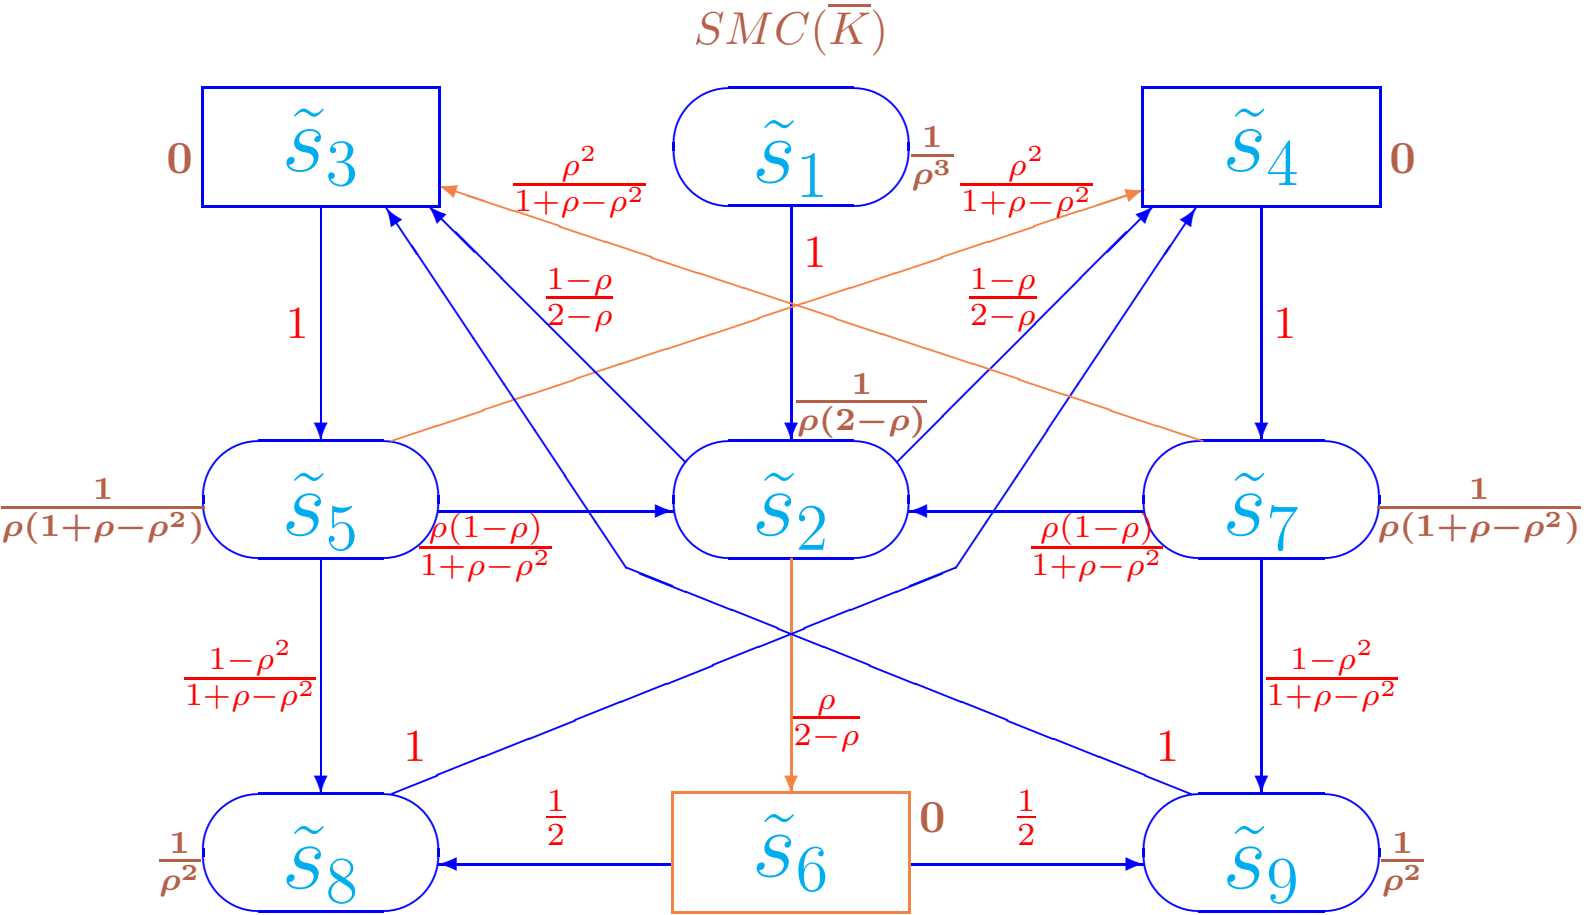 SMC(K̅)
0 s̃₃ s̃₁ 1/ρ³ s̃₄ 0
ρ²/(1+ρ−ρ²) ρ²/(1+ρ−ρ²)
1
(1−ρ)/(2−ρ) (1−ρ)/(2−ρ)
1 1
1/(ρ(2−ρ))
1/(ρ(1+ρ−ρ²)) s̃₅ s̃₂ s̃₇ 1/(ρ(1+ρ−ρ²))
ρ(1−ρ)/(1+ρ−ρ²) ρ(1−ρ)/(1+ρ−ρ²)
(1−ρ²)/(1+ρ−ρ²) (1−ρ²)/(1+ρ−ρ²)
ρ/(2−ρ)
1 1
1/2 0 1/2
1/ρ² s̃₈ s̃₆ s̃₉ 1/ρ²